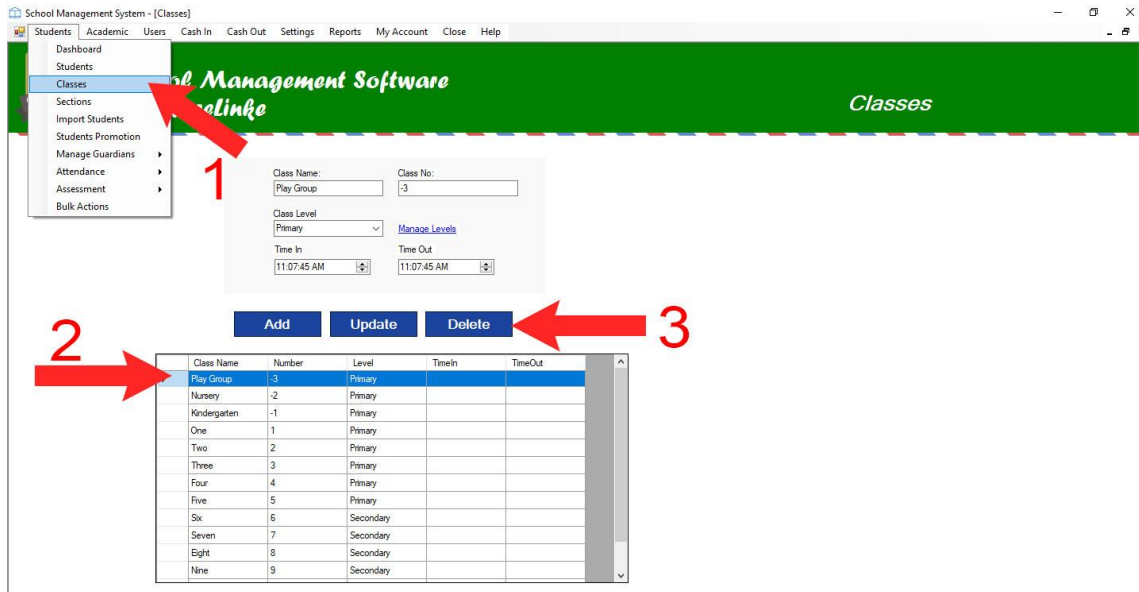 School Management System - [Classes]
Students Academic Users Cash In Cash Out Settings Reports My Account Close Help
Dashboard
Students
Classes
Sections
Import Students
Students Promotion
Manage Guardians
Attendance
Assessment
Bulk Actions
Management Software
Classes
1
Class Name: Class No:
Play Group -3
Class Level
Primary Manage Levels
Time In Time Out
11:07:45 AM 11:07:45 AM
Add Update Delete
3
2
Class Name Number Level TimeIn TimeOut
Play Group -3 Primary
Nursery -2 Primary
Kindergarten -1 Primary
One 1 Primary
Two 2 Primary
Three 3 Primary
Four 4 Primary
Five 5 Primary
Six 6 Secondary
Seven 7 Secondary
Eight 8 Secondary
Nine 9 Secondary